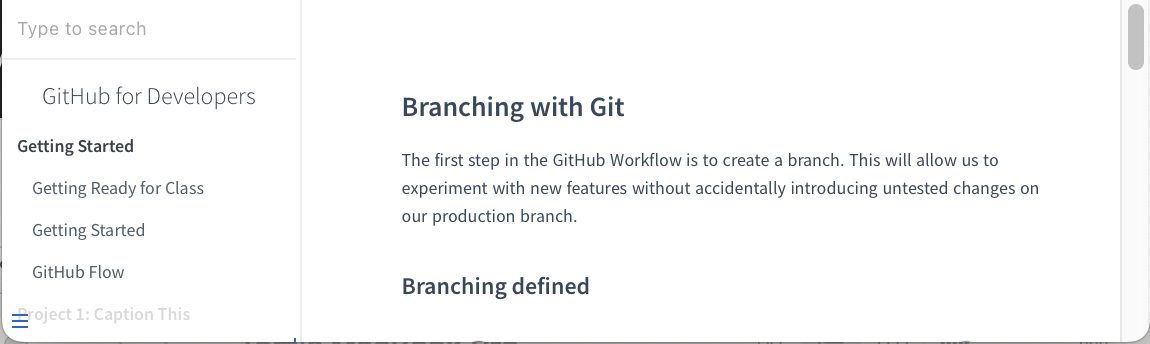 Type to search
GitHub for Developers
Getting Started
Getting Ready for Class
Getting Started
GitHub Flow
Project 1: Caption This
Branching with Git
The first step in the GitHub Workflow is to create a branch. This will allow us to
experiment with new features without accidentally introducing untested changes on
our production branch.
Branching defined